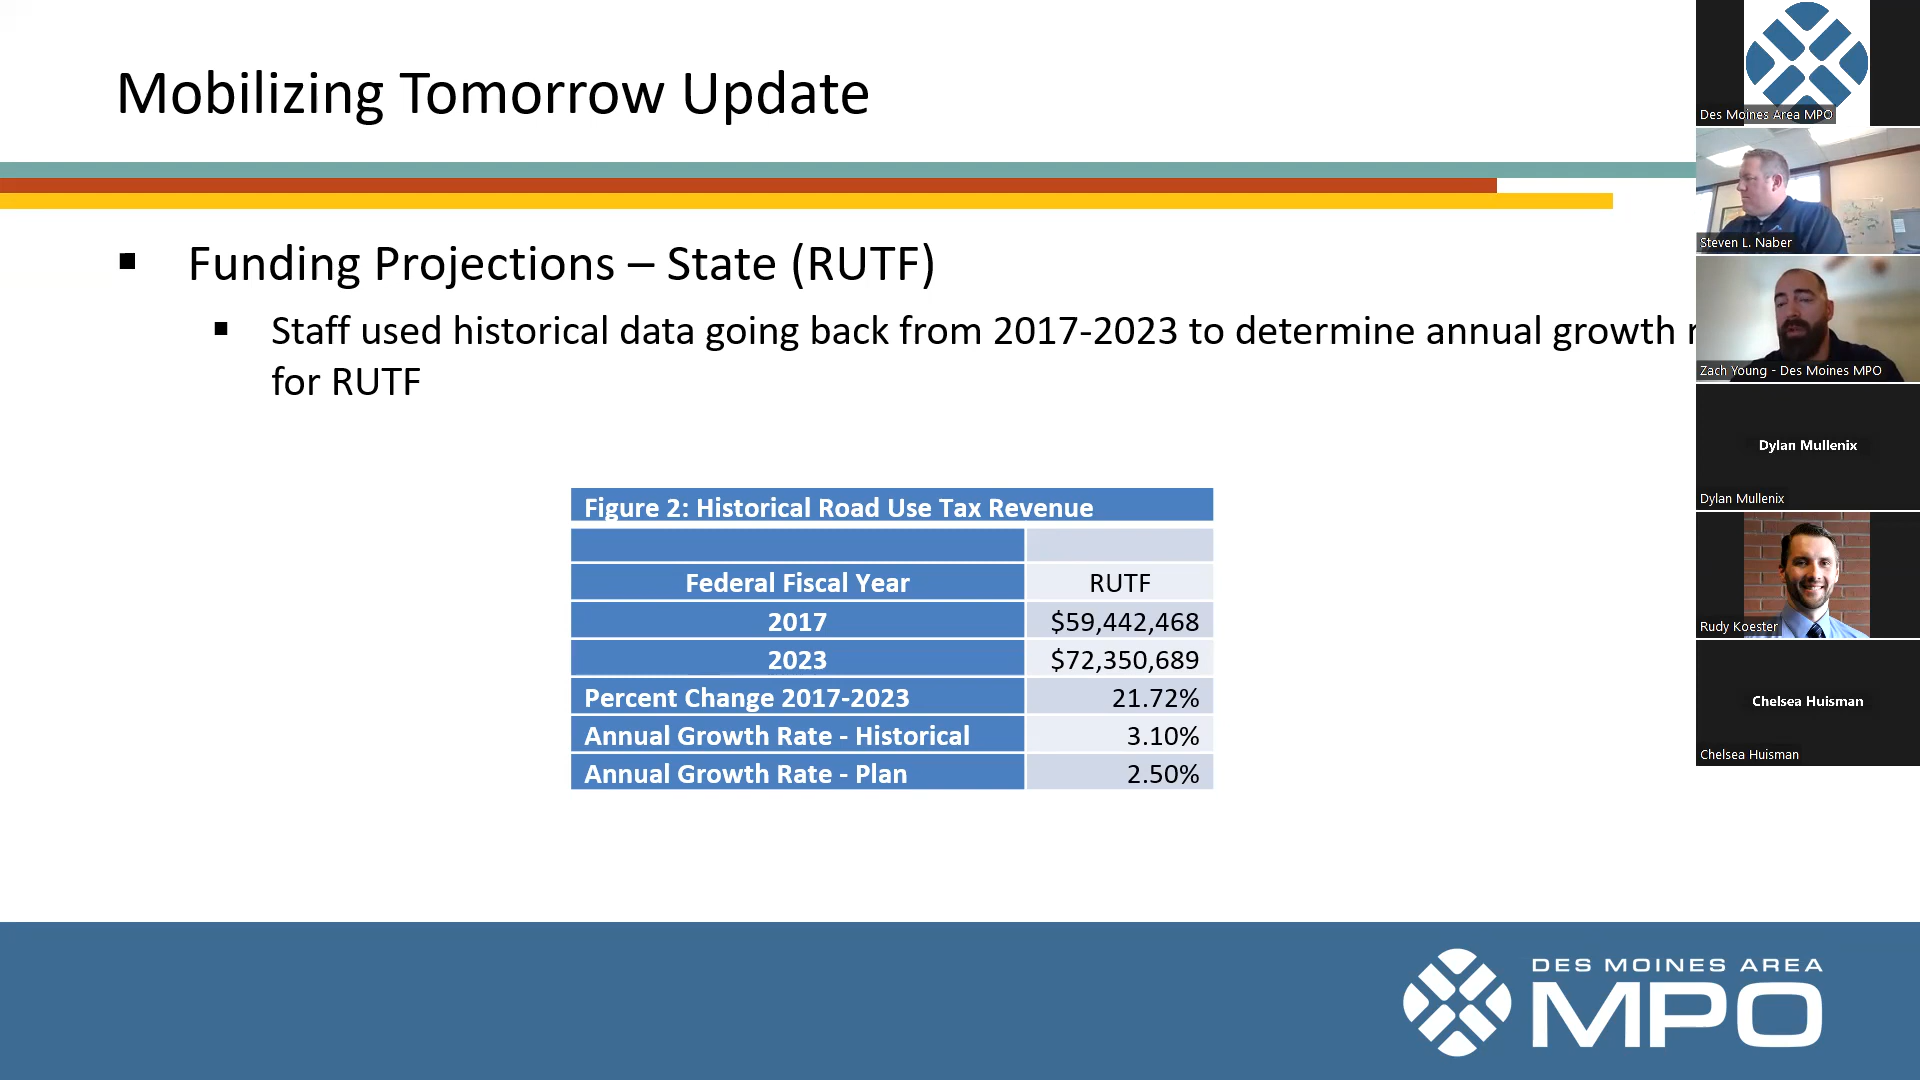 Mobilizing Tomorrow Update
▪ Funding Projections – State (RUTF)
▪ Staff used historical data going back from 2017-2023 to determine annual growth
for RUTF
Figure 2: Historical Road Use Tax Revenue
Federal Fiscal Year RUTF
2017 $59,442,468
2023 $72,350,689
Percent Change 2017-2023 21.72%
Annual Growth Rate - Historical 3.10%
Annual Growth Rate - Plan 2.50%
DES MOINES AREA
MPO
Des Moines Area MPO
Steven L. Naber
Zach Young - Des Moines MPO
Dylan Mullenix
Dylan Mullenix
Rudy Koester
Chelsea Huisman
Chelsea Huisman